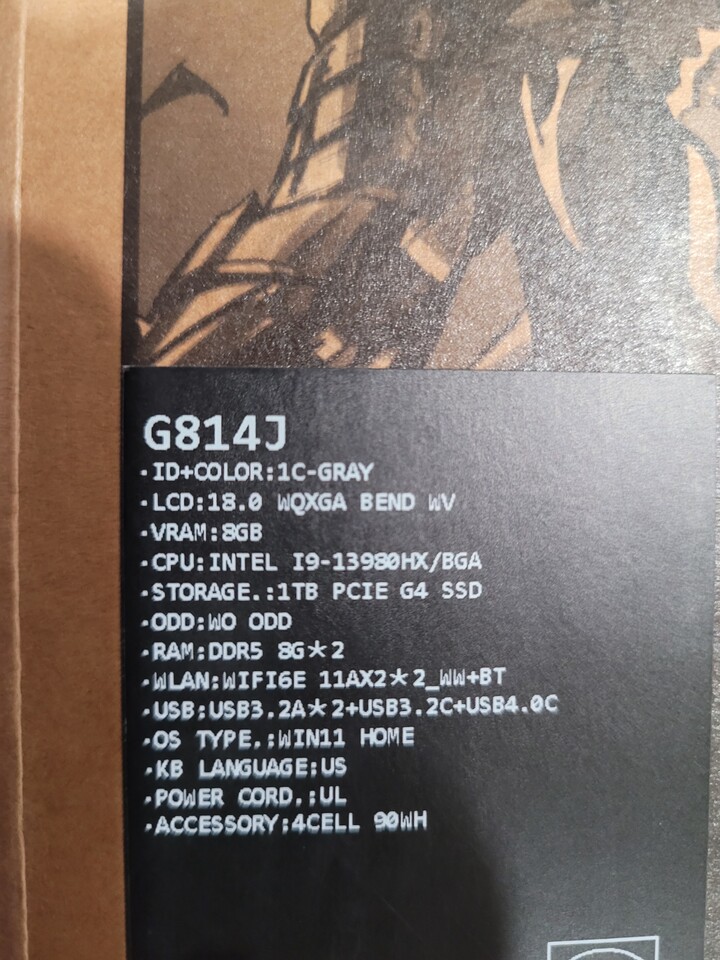 G814J
·ID+COLOR:1C-GRAY
·LCD:18.0 WQXGA BEND WV
·VRAM:8GB
·CPU:INTEL I9-13980HX/BGA
·STORAGE.:1TB PCIE G4 SSD
·ODD:WO ODD
·RAM:DDR5 8G*2
·WLAN:WIFI6E 11AX2*2_WW+BT
·USB:USB3.2A*2+USB3.2C+USB4.0C
·OS TYPE.:WIN11 HOME
·KB LANGUAGE:US
·POWER CORD.:UL
·ACCESSORY:4CELL 90WH